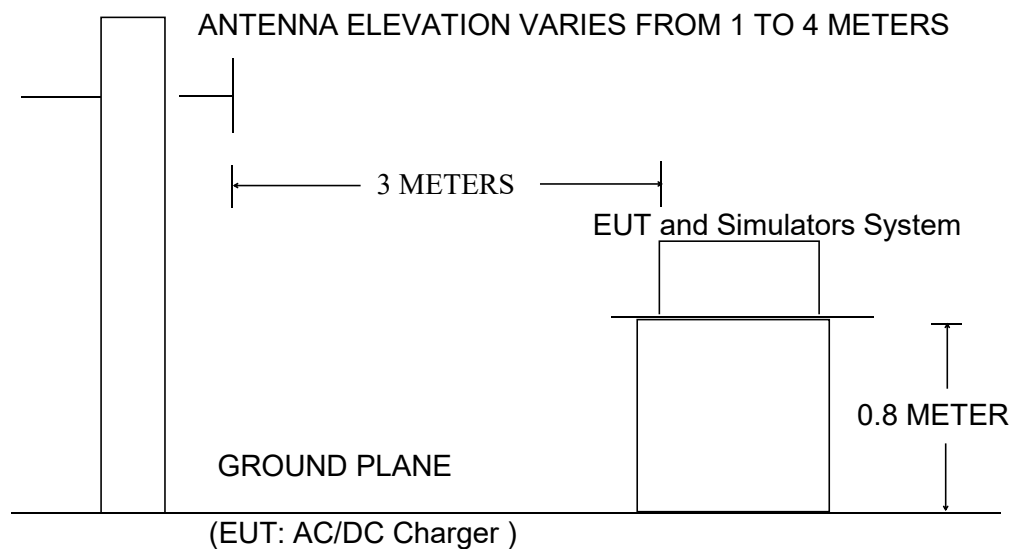 ANTENNA ELEVATION VARIES FROM 1 TO 4 METERS
3 METERS
EUT and Simulators System
0.8 METER
GROUND PLANE
(EUT: AC/DC Charger )